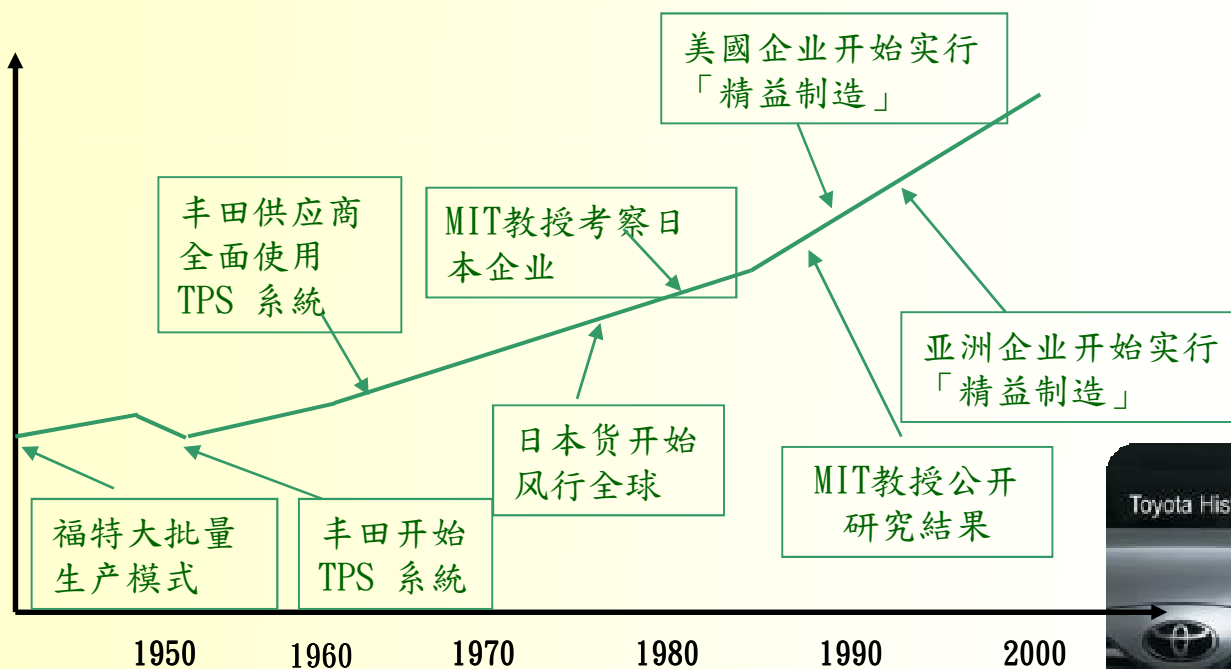 美國企业开始实行
「精益制造」
丰田供应商
全面使用
TPS 系統
MIT教授考察日
本企业
亚洲企业开始实行
「精益制造」
日本货开始
风行全球
MIT教授公开
研究结果
福特大批量
生产模式
丰田开始
TPS 系統
Toyota His
1950 1960 1970 1980 1990 2000